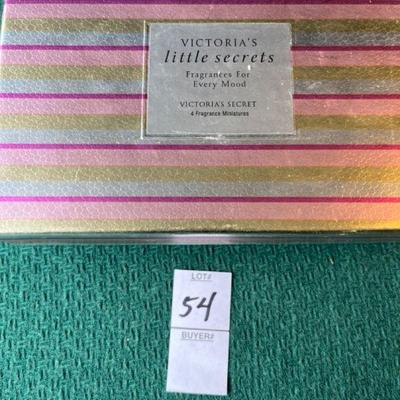 VICTORIA'S
little secrets
Fragrances For
Every Mood
VICTORIA'S SECRET
4 Fragrance Miniatures
LOT#
54
BUYER#